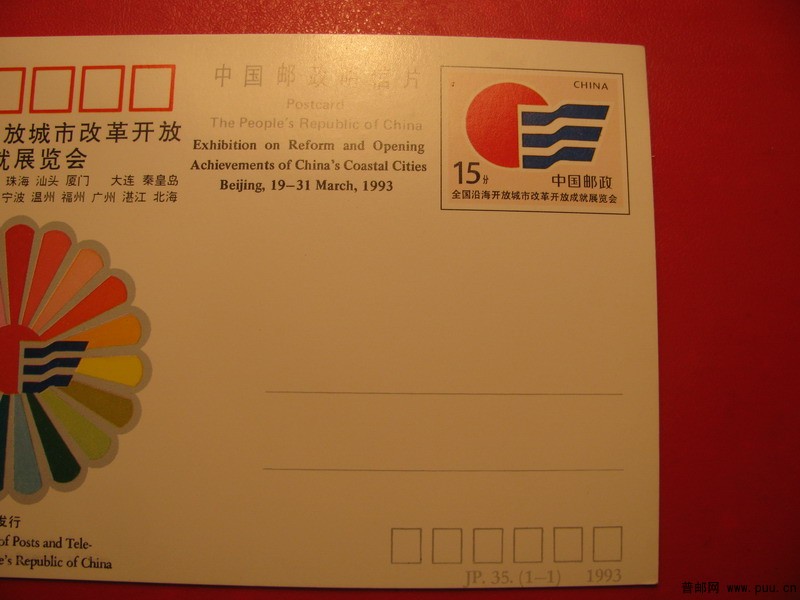 中国邮政明信片
Postcard
The People's Republic of China
Exhibition on Reform and Opening
Achievements of China's Coastal Cities
Beijing, 19–31 March, 1993
CHINA
15分
中国邮政
全国沿海开放城市改革开放成就展览会
放城市改革开放
就展览会
珠海 汕头 厦门 大连 秦皇岛
宁波 温州 福州 广州 湛江 北海
发行
of Posts and Tele-
le's Republic of China
JP. 35. (1–1) 1993
普邮网 www.puu.cn